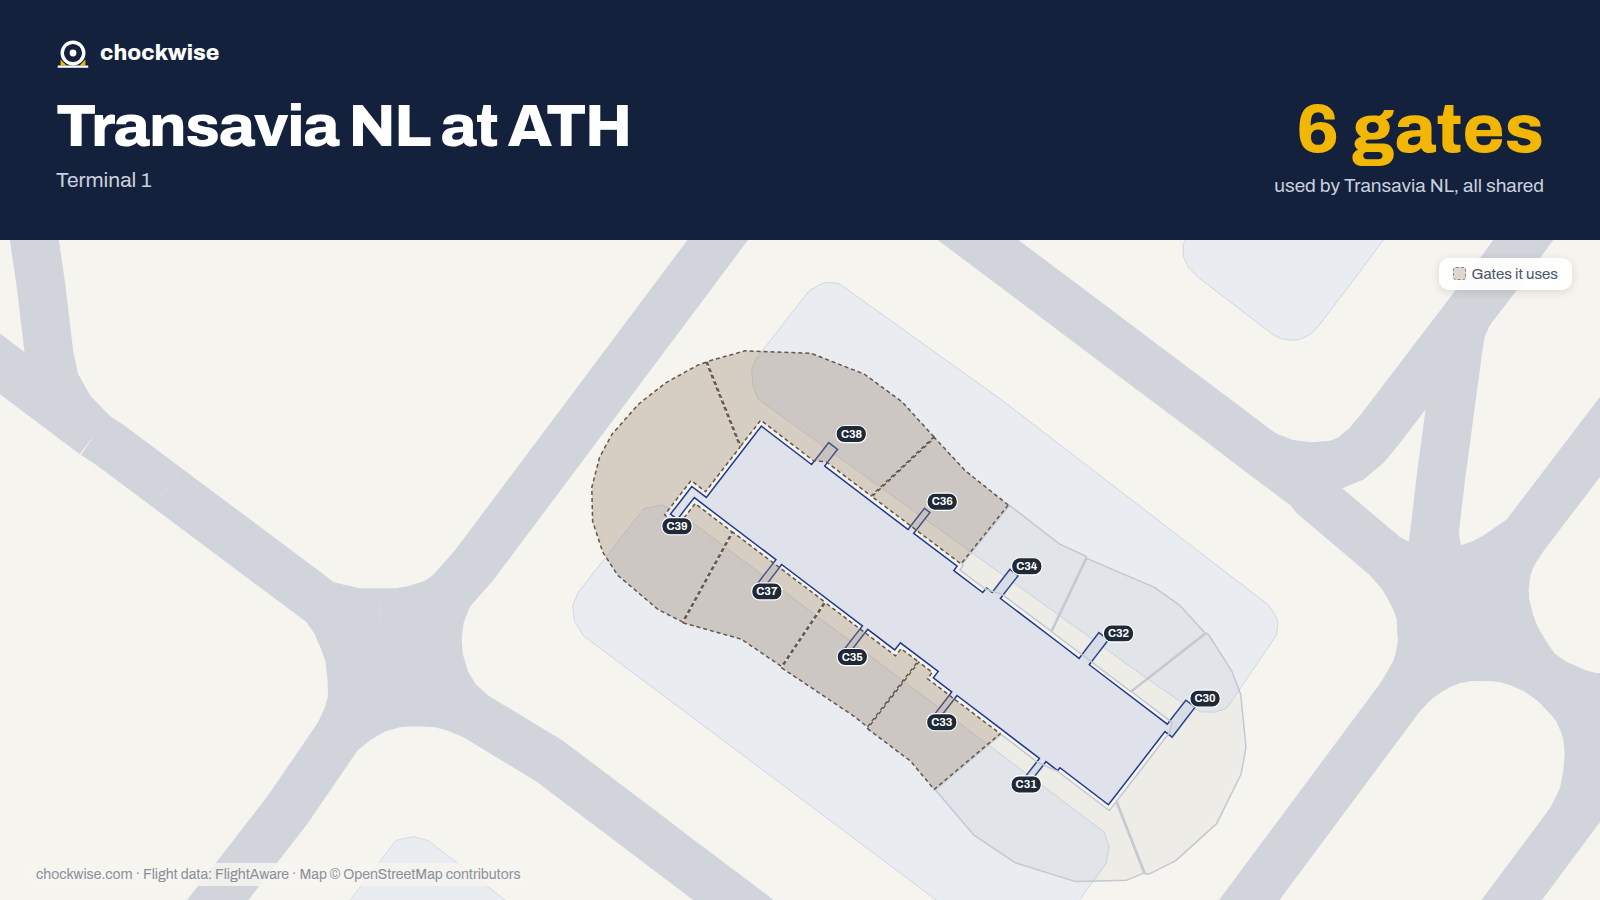 chockwise
Transavia NL at ATH
Terminal 1
6 gates
used by Transavia NL, all shared
Gates it uses
C38
C36
C39
C34
C37
C32
C35
C30
C33
C31
chockwise.com · Flight data: FlightAware · Map © OpenStreetMap contributors